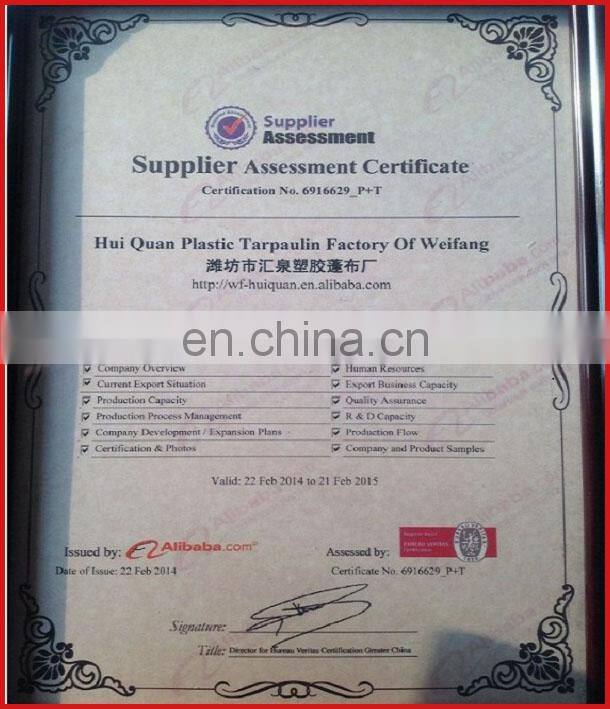 Supplier
Assessment
Supplier Assessment Certificate
Certification No. 6916629_P+T
Hui Quan Plastic Tarpaulin Factory Of Weifang
潍坊市汇泉塑胶蓬布厂
http://wf-huiquan.en.alibaba.com
en.china.cn
Company Overview
Human Resources
Current Export Situation
Export Business Capacity
Production Capacity
Quality Assurance
Production Process Management
R & D Capacity
Company Development / Expansion Plans
Production Flow
Certification & Photos
Company and Product Samples
Valid: 22 Feb 2014 to 21 Feb 2015
Issued by: Alibaba.com
Assessed by:
BUREAU VERITAS
Certification
Date of Issue: 22 Feb 2014
Certificate No. 6916629_P+T
Signature:
Title: Director for Bureau Veritas Certification Greater China